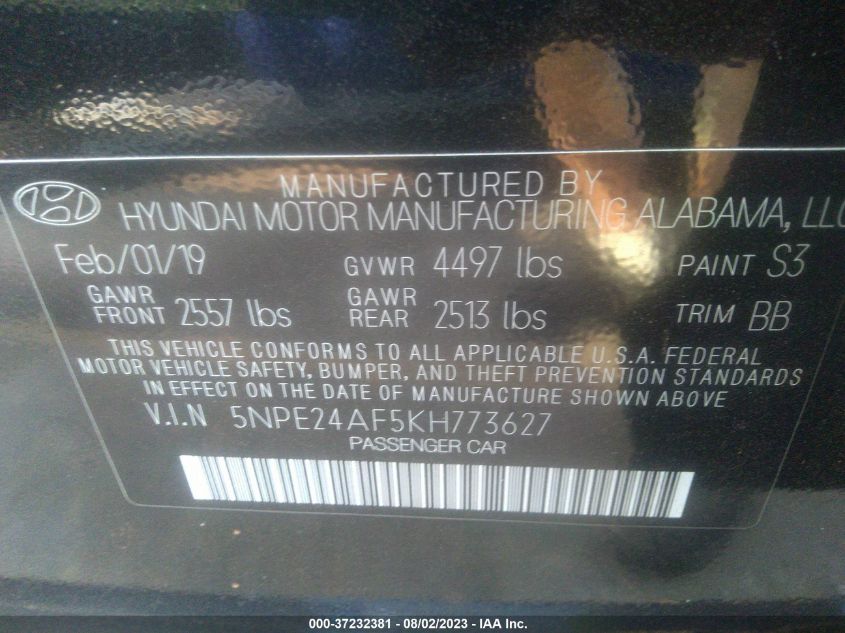 MANUFACTURED BY
HYUNDAI MOTOR MANUFACTURING ALABAMA, LLC
Feb/01/19 GVWR 4497 lbs PAINT S3
GAWR FRONT 2557 lbs GAWR REAR 2513 lbs TRIM BB
THIS VEHICLE CONFORMS TO ALL APPLICABLE U.S.A. FEDERAL
MOTOR VEHICLE SAFETY, BUMPER, AND THEFT PREVENTION STANDARDS
IN EFFECT ON THE DATE OF MANUFACTURE SHOWN ABOVE
V.I.N 5NPE24AF5KH773627
PASSENGER CAR
000-37232381 - 08/02/2023 - IAA Inc.